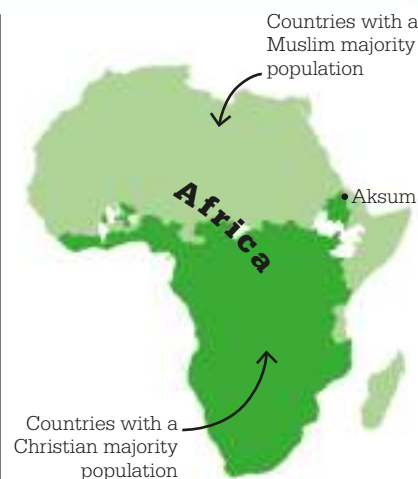 Countries with a
Muslim majority
population
Africa
Aksum
Countries with a
Christian majority
population